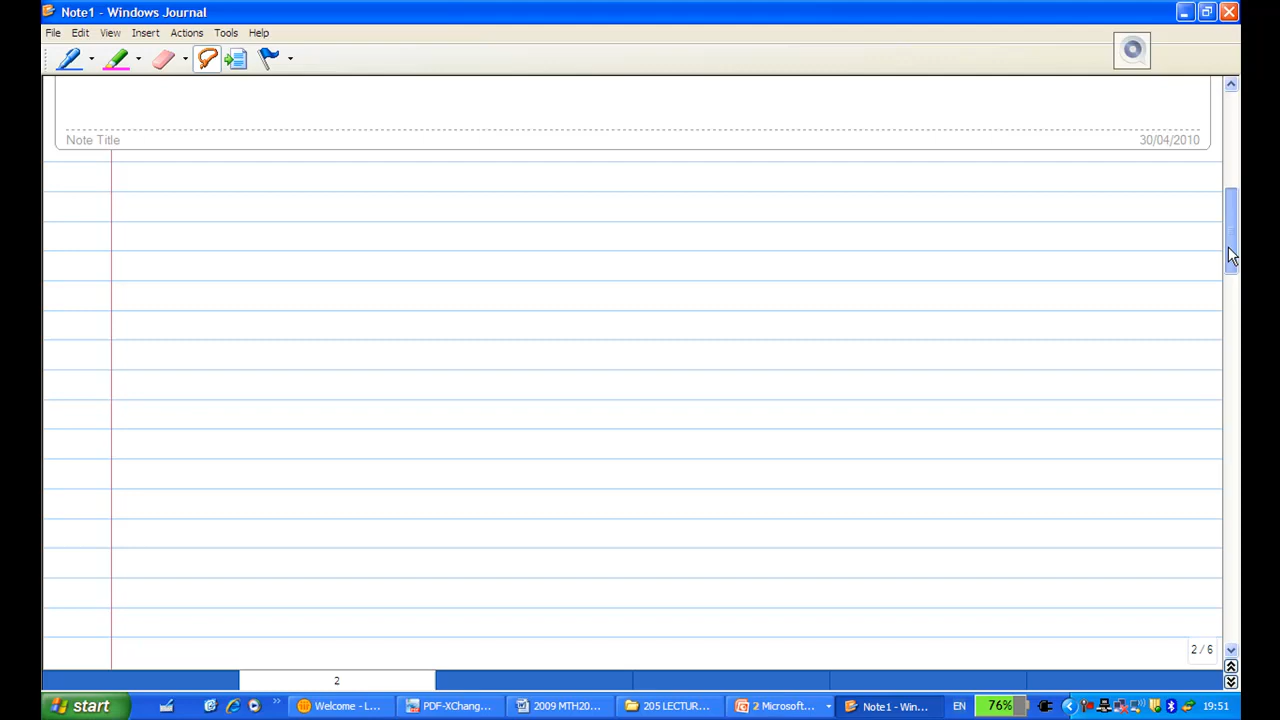 Note1 - Windows Journal
File Edit View Insert Actions Tools Help
Note Title
30/04/2010
2 / 6
2
start
Welcome - L...
PDF-XChang...
2009 MTH20...
205 LECTUR...
2 Microsoft...
Note1 - Win...
EN
76%
19:51